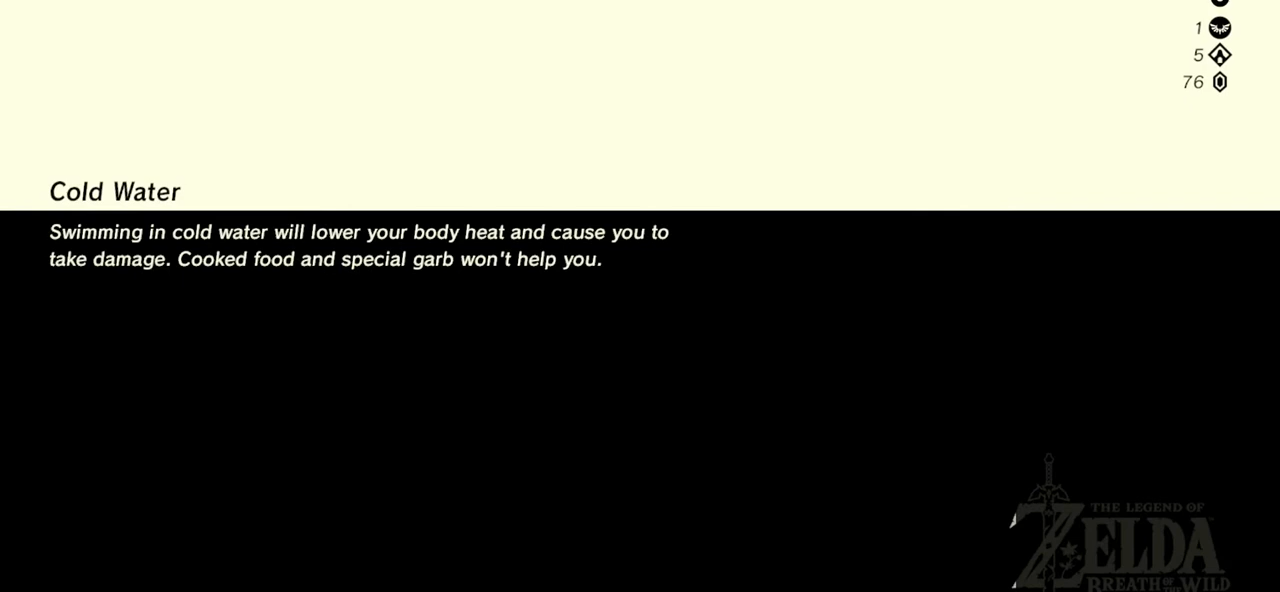 1
5
76
Cold Water
Swimming in cold water will lower your body heat and cause you to
take damage. Cooked food and special garb won't help you.
THE LEGEND OF
ZELDA
BREATH OF THE WILD